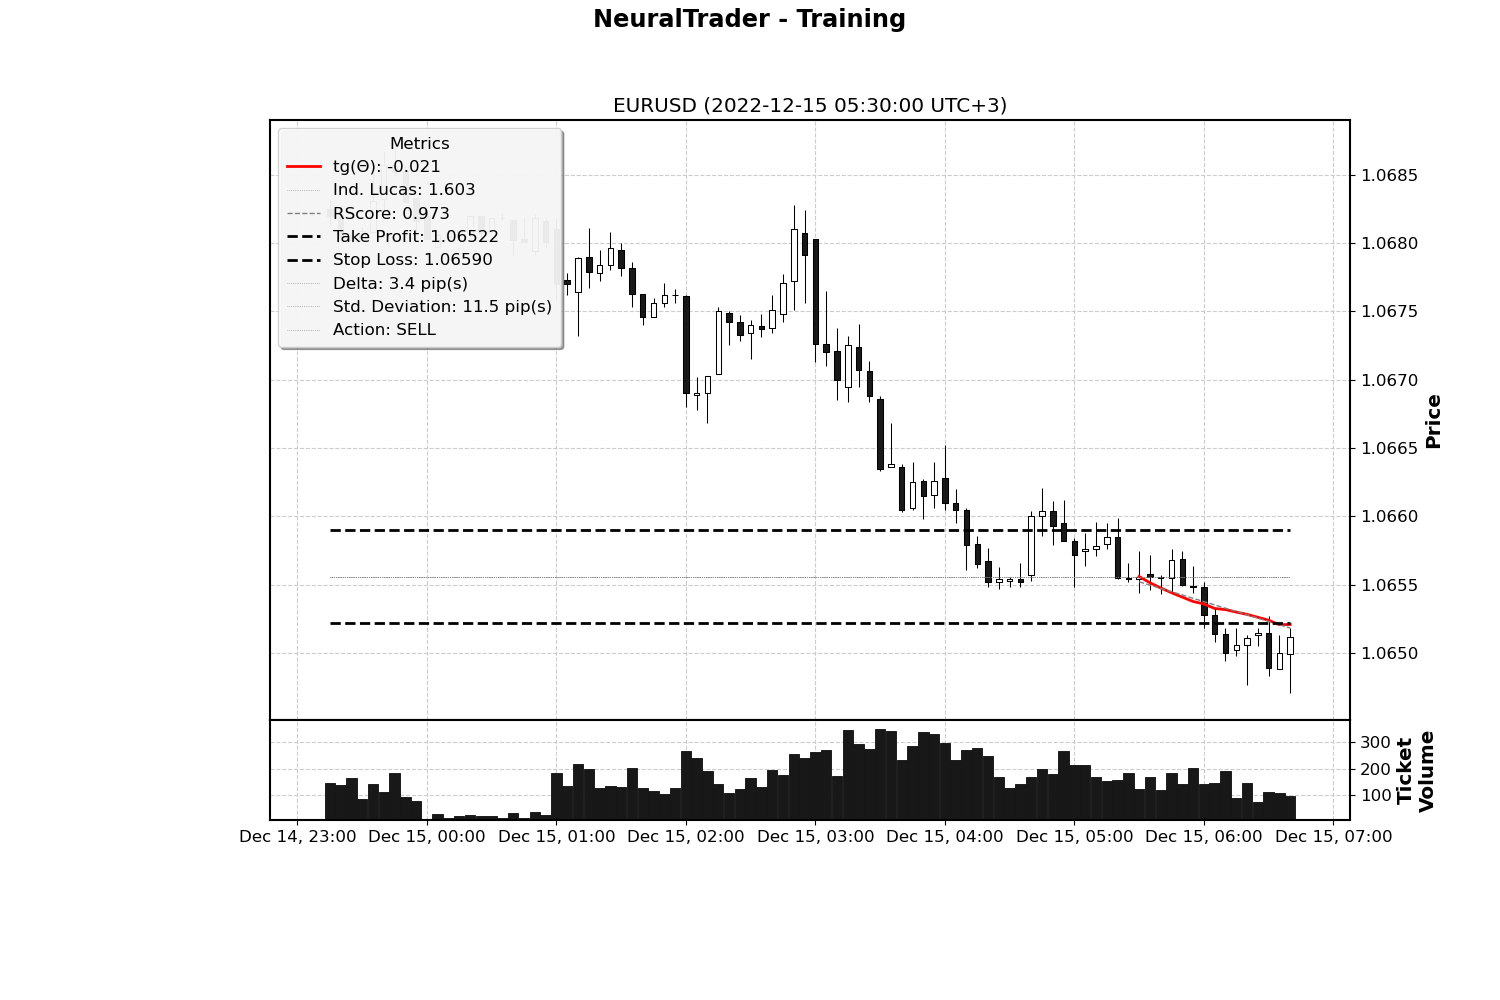 NeuralTrader - Training
EURUSD (2022-12-15 05:30:00 UTC+3)
Metrics
tg(Θ): -0.021
Ind. Lucas: 1.603
RScore: 0.973
Take Profit: 1.06522
Stop Loss: 1.06590
Delta: 3.4 pip(s)
Std. Deviation: 11.5 pip(s)
Action: SELL
1.0685
1.0680
1.0675
1.0670
1.0665
1.0660
1.0655
1.0650
Price
300
200
100
Ticket
Volume
Dec 14, 23:00
Dec 15, 00:00
Dec 15, 01:00
Dec 15, 02:00
Dec 15, 03:00
Dec 15, 04:00
Dec 15, 05:00
Dec 15, 06:00
Dec 15, 07:00